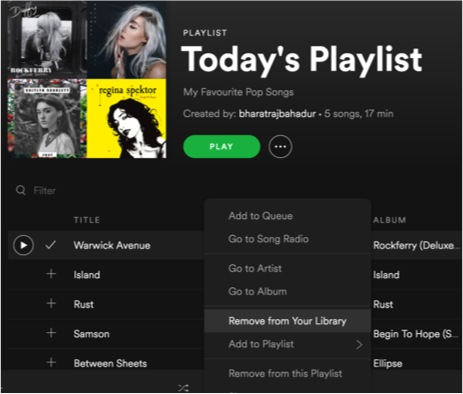 Duffy
ROCKFERRY
CAITLYN SCARLETT
regina spektor
PLAYLIST
Today's Playlist
My Favourite Pop Songs
Created by: bharatrajbahadur • 5 songs, 17 min
PLAY
Filter
TITLE
ALBUM
Warwick Avenue
Rockferry (Deluxe...
Island
Island
Rust
Rust
Samson
Begin To Hope (S...
Between Sheets
Ellipse
Add to Queue
Go to Song Radio
Go to Artist
Go to Album
Remove from Your Library
Add to Playlist
Remove from this Playlist